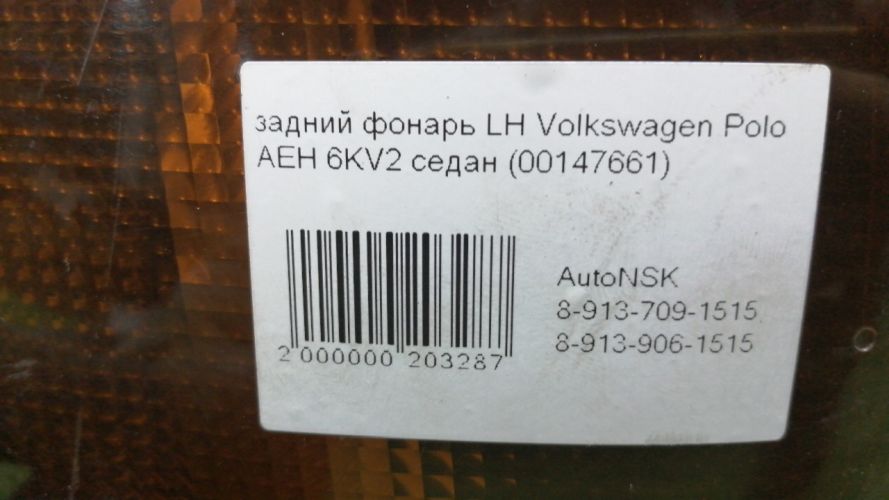 задний фонарь LH Volkswagen Polo
AEH 6KV2 седан (00147661)
AutoNSK
8-913-709-1515
8-913-906-1515
2 000000 203287